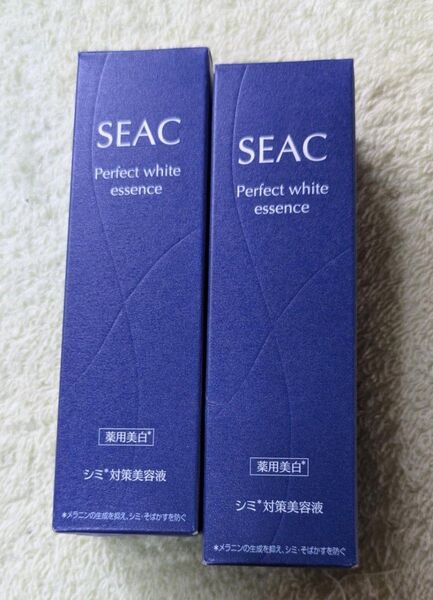 SEAC
Perfect white
essence
薬用美白*
シミ*対策美容液
*メラニンの生成を抑え、シミ・そばかすを防ぐ
SEAC
Perfect white
essence
薬用美白*
シミ*対策美容液
*メラニンの生成を抑え、シミ・そばかすを防ぐ